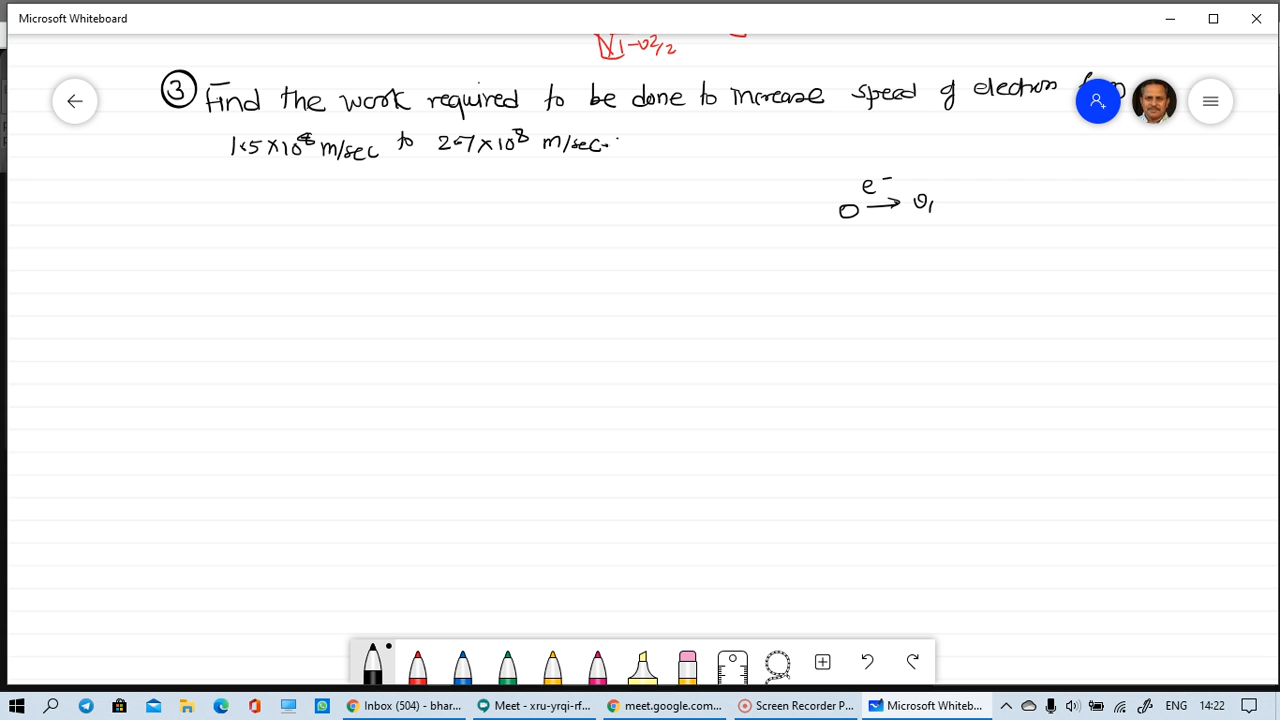 Microsoft Whiteboard
√1-v²/2
③ Find the work required to be done to increase speed of electron
1.5×10⁸ m/sec to 2.7×10⁸ m/sec.
e⁻
→ v₁
Inbox (504) - bhar...
Meet - xru-yrqi-rf...
meet.google.com...
Screen Recorder P...
Microsoft Whiteb...
ENG
14:22